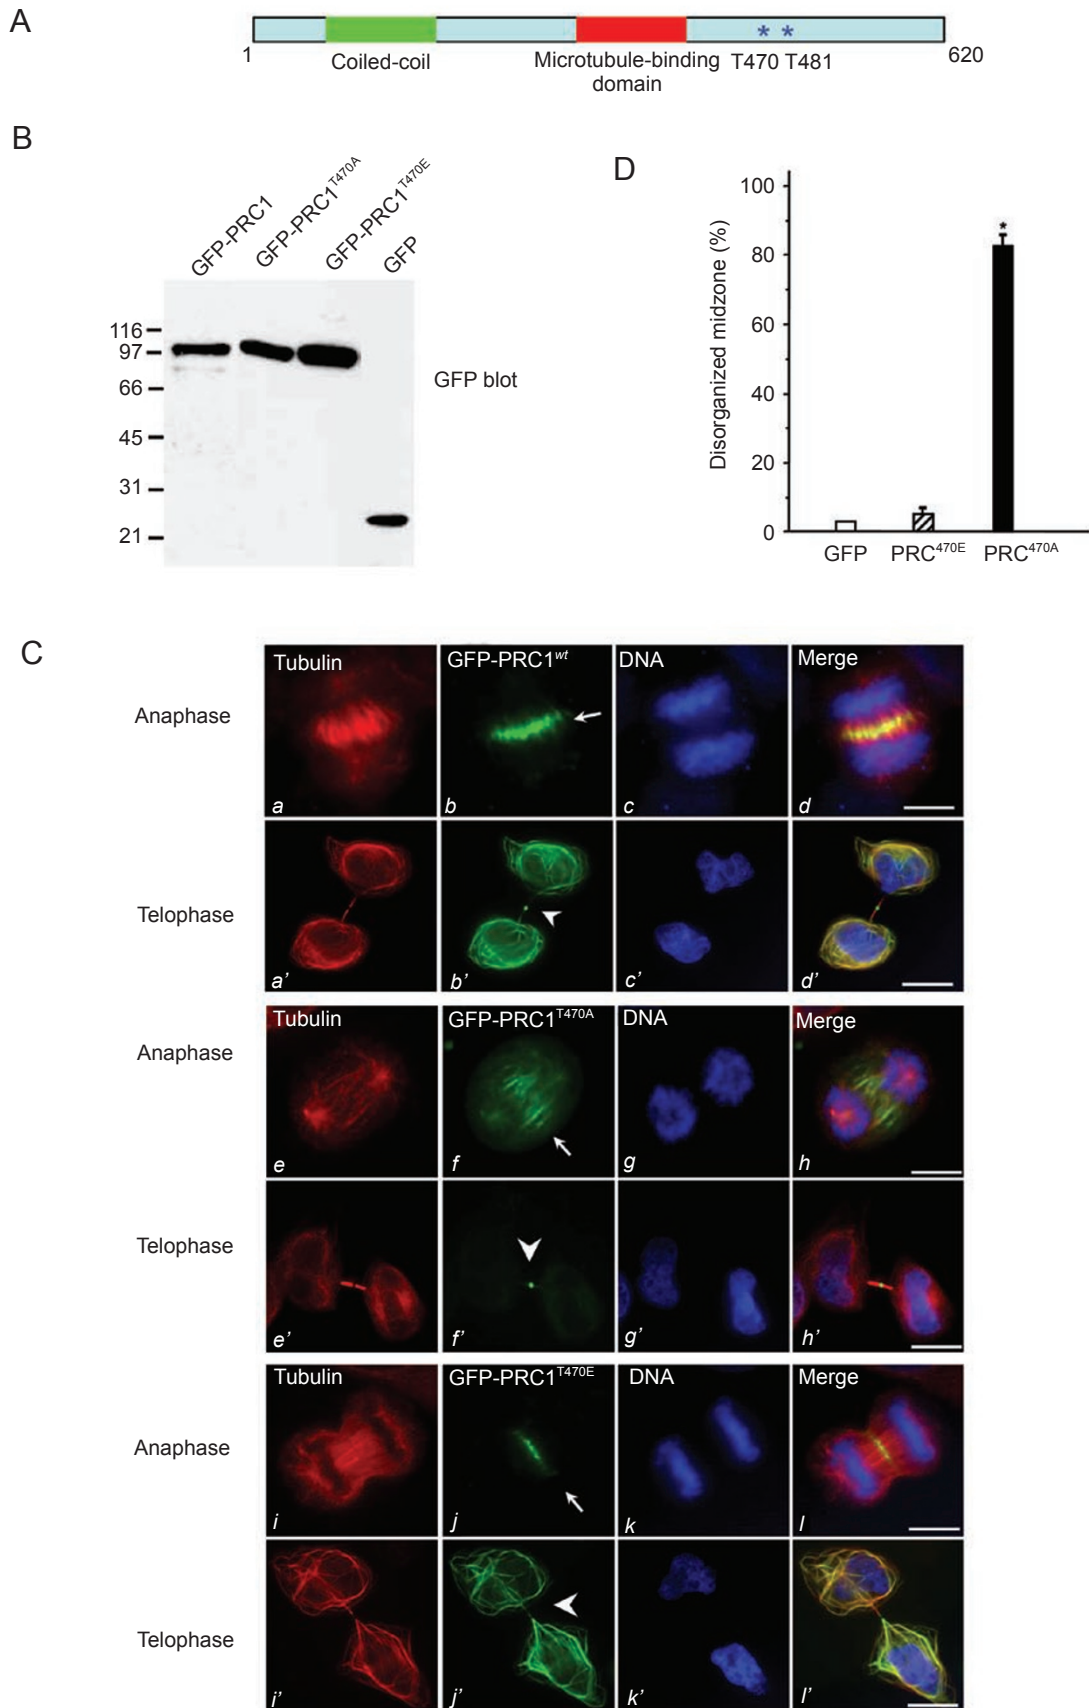 A
* *
1
Coiled-coil
Microtubule-binding domain
T470 T481
620
B
GFP-PRC1
GFP-PRC1T470A
GFP-PRC1T470E
GFP
116
97
66
45
31
21
GFP blot
D
Disorganized midzone (%)
100
80
60
40
20
0
*
GFP
PRC470E
PRC470A
C
Anaphase
Tubulin
GFP-PRC1wt
DNA
Merge
a
b
c
d
Telophase
a'
b'
c'
d'
Anaphase
Tubulin
GFP-PRC1T470A
DNA
Merge
e
f
g
h
Telophase
e'
f'
g'
h'
Anaphase
Tubulin
GFP-PRC1T470E
DNA
Merge
i
j
k
l
Telophase
i'
j'
k'
l'